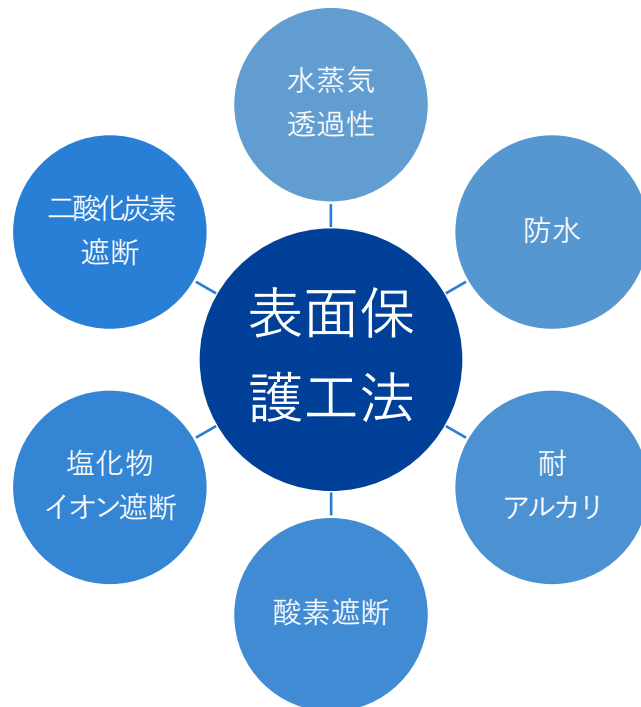 水蒸気
透過性
防水
耐
アルカリ
酸素遮断
塩化物
イオン遮断
二酸化炭素
遮断
表面保
護工法